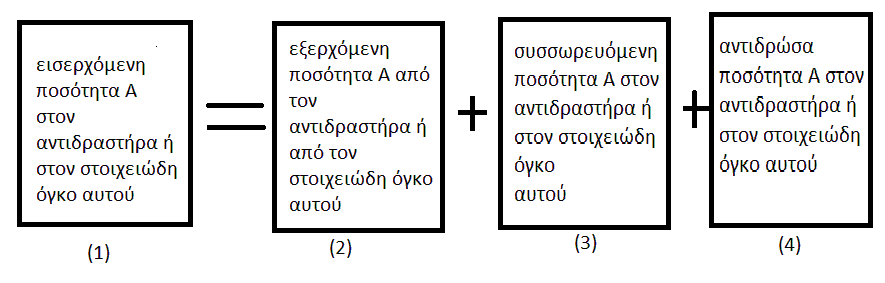 εισερχόμενη
ποσότητα Α
στον
αντιδραστήρα ή
στον στοιχειώδη
όγκο αυτού
=
εξερχόμενη
ποσότητα Α από
τον
αντιδραστήρα ή
από τον
στοιχειώδη όγκο
αυτού
+
συσσωρευόμενη
ποσότητα Α στον
αντιδραστήρα ή
στον στοιχειώδη
όγκο
αυτού
+
αντιδρώσα
ποσότητα Α στον
αντιδραστήρα ή
στον στοιχειώδη
όγκο αυτού
(1)
(2)
(3)
(4)